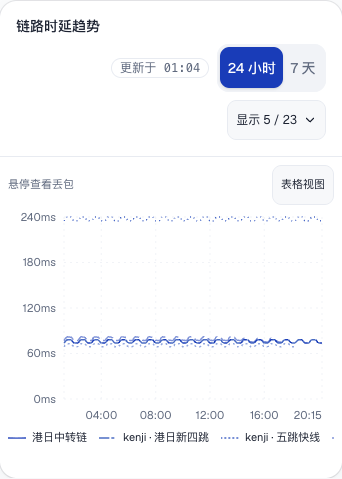 链路时延趋势
更新于 01:04
24 小时
7 天
显示 5 / 23
悬停查看丢包
表格视图
240ms
180ms
120ms
60ms
0ms
04:00 08:00 12:00 16:00 20:15
港日中转链 kenji · 港日新四跳 kenji · 五跳快线